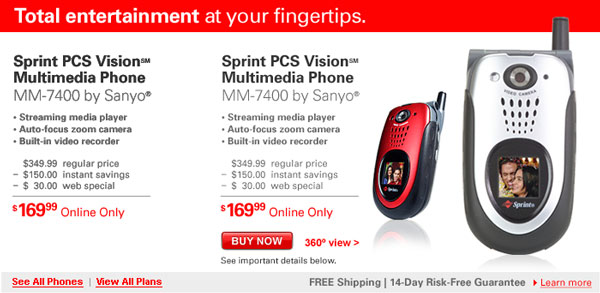 Total entertainment at your fingertips.
Sprint PCS Vision℠
Multimedia Phone
MM-7400 by Sanyo®
• Streaming media player
• Auto-focus zoom camera
• Built-in video recorder
$349.99 regular price
– $150.00 instant savings
– $ 30.00 web special
$169.99 Online Only
Sprint PCS Vision℠
Multimedia Phone
MM-7400 by Sanyo®
• Streaming media player
• Auto-focus zoom camera
• Built-in video recorder
$349.99 regular price
– $150.00 instant savings
– $ 30.00 web special
$169.99 Online Only
BUY NOW
360º view >
See important details below.
VIDEO CAMERA
Sprint
See All Phones | View All Plans
FREE Shipping | 14-Day Risk-Free Guarantee
Learn more